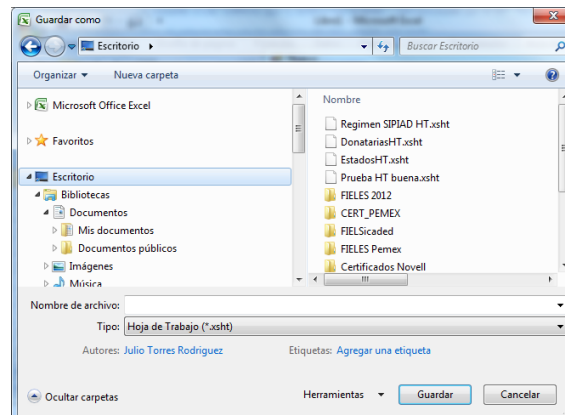 Guardar como
Escritorio
Buscar Escritorio
Organizar
Nueva carpeta
Microsoft Office Excel
Favoritos
Escritorio
Bibliotecas
Documentos
Mis documentos
Documentos públicos
Imágenes
Música
Nombre
Regimen SIPIAD HT.xsht
DonatariasHT.xsht
EstadosHT.xsht
Prueba HT buena.xsht
FIELES 2012
CERT_PEMEX
FIELSicaded
FIELES Pemex
Certificados Novell
Nombre de archivo:
Tipo: Hoja de Trabajo (*.xsht)
Autores: Julio Torres Rodriguez
Etiquetas: Agregar una etiqueta
Ocultar carpetas
Herramientas
Guardar
Cancelar